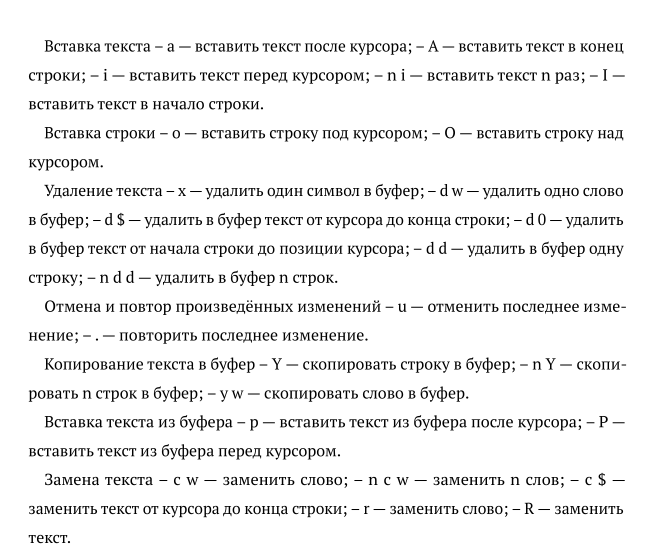 Вставка текста – a — вставить текст после курсора; – A — вставить текст в конец
строки; – i — вставить текст перед курсором; – n i — вставить текст n раз; – I —
вставить текст в начало строки.
Вставка строки – o — вставить строку под курсором; – O — вставить строку над
курсором.
Удаление текста – x — удалить один символ в буфер; – d w — удалить одно слово
в буфер; – d $ — удалить в буфер текст от курсора до конца строки; – d 0 — удалить
в буфер текст от начала строки до позиции курсора; – d d — удалить в буфер одну
строку; – n d d — удалить в буфер n строк.
Отмена и повтор произведённых изменений – u — отменить последнее изме-
нение; – . — повторить последнее изменение.
Копирование текста в буфер – Y — скопировать строку в буфер; – n Y — скопи-
ровать n строк в буфер; – y w — скопировать слово в буфер.
Вставка текста из буфера – p — вставить текст из буфера после курсора; – P —
вставить текст из буфера перед курсором.
Замена текста – c w — заменить слово; – n c w — заменить n слов; – c $ —
заменить текст от курсора до конца строки; – r — заменить слово; – R — заменить
текст.